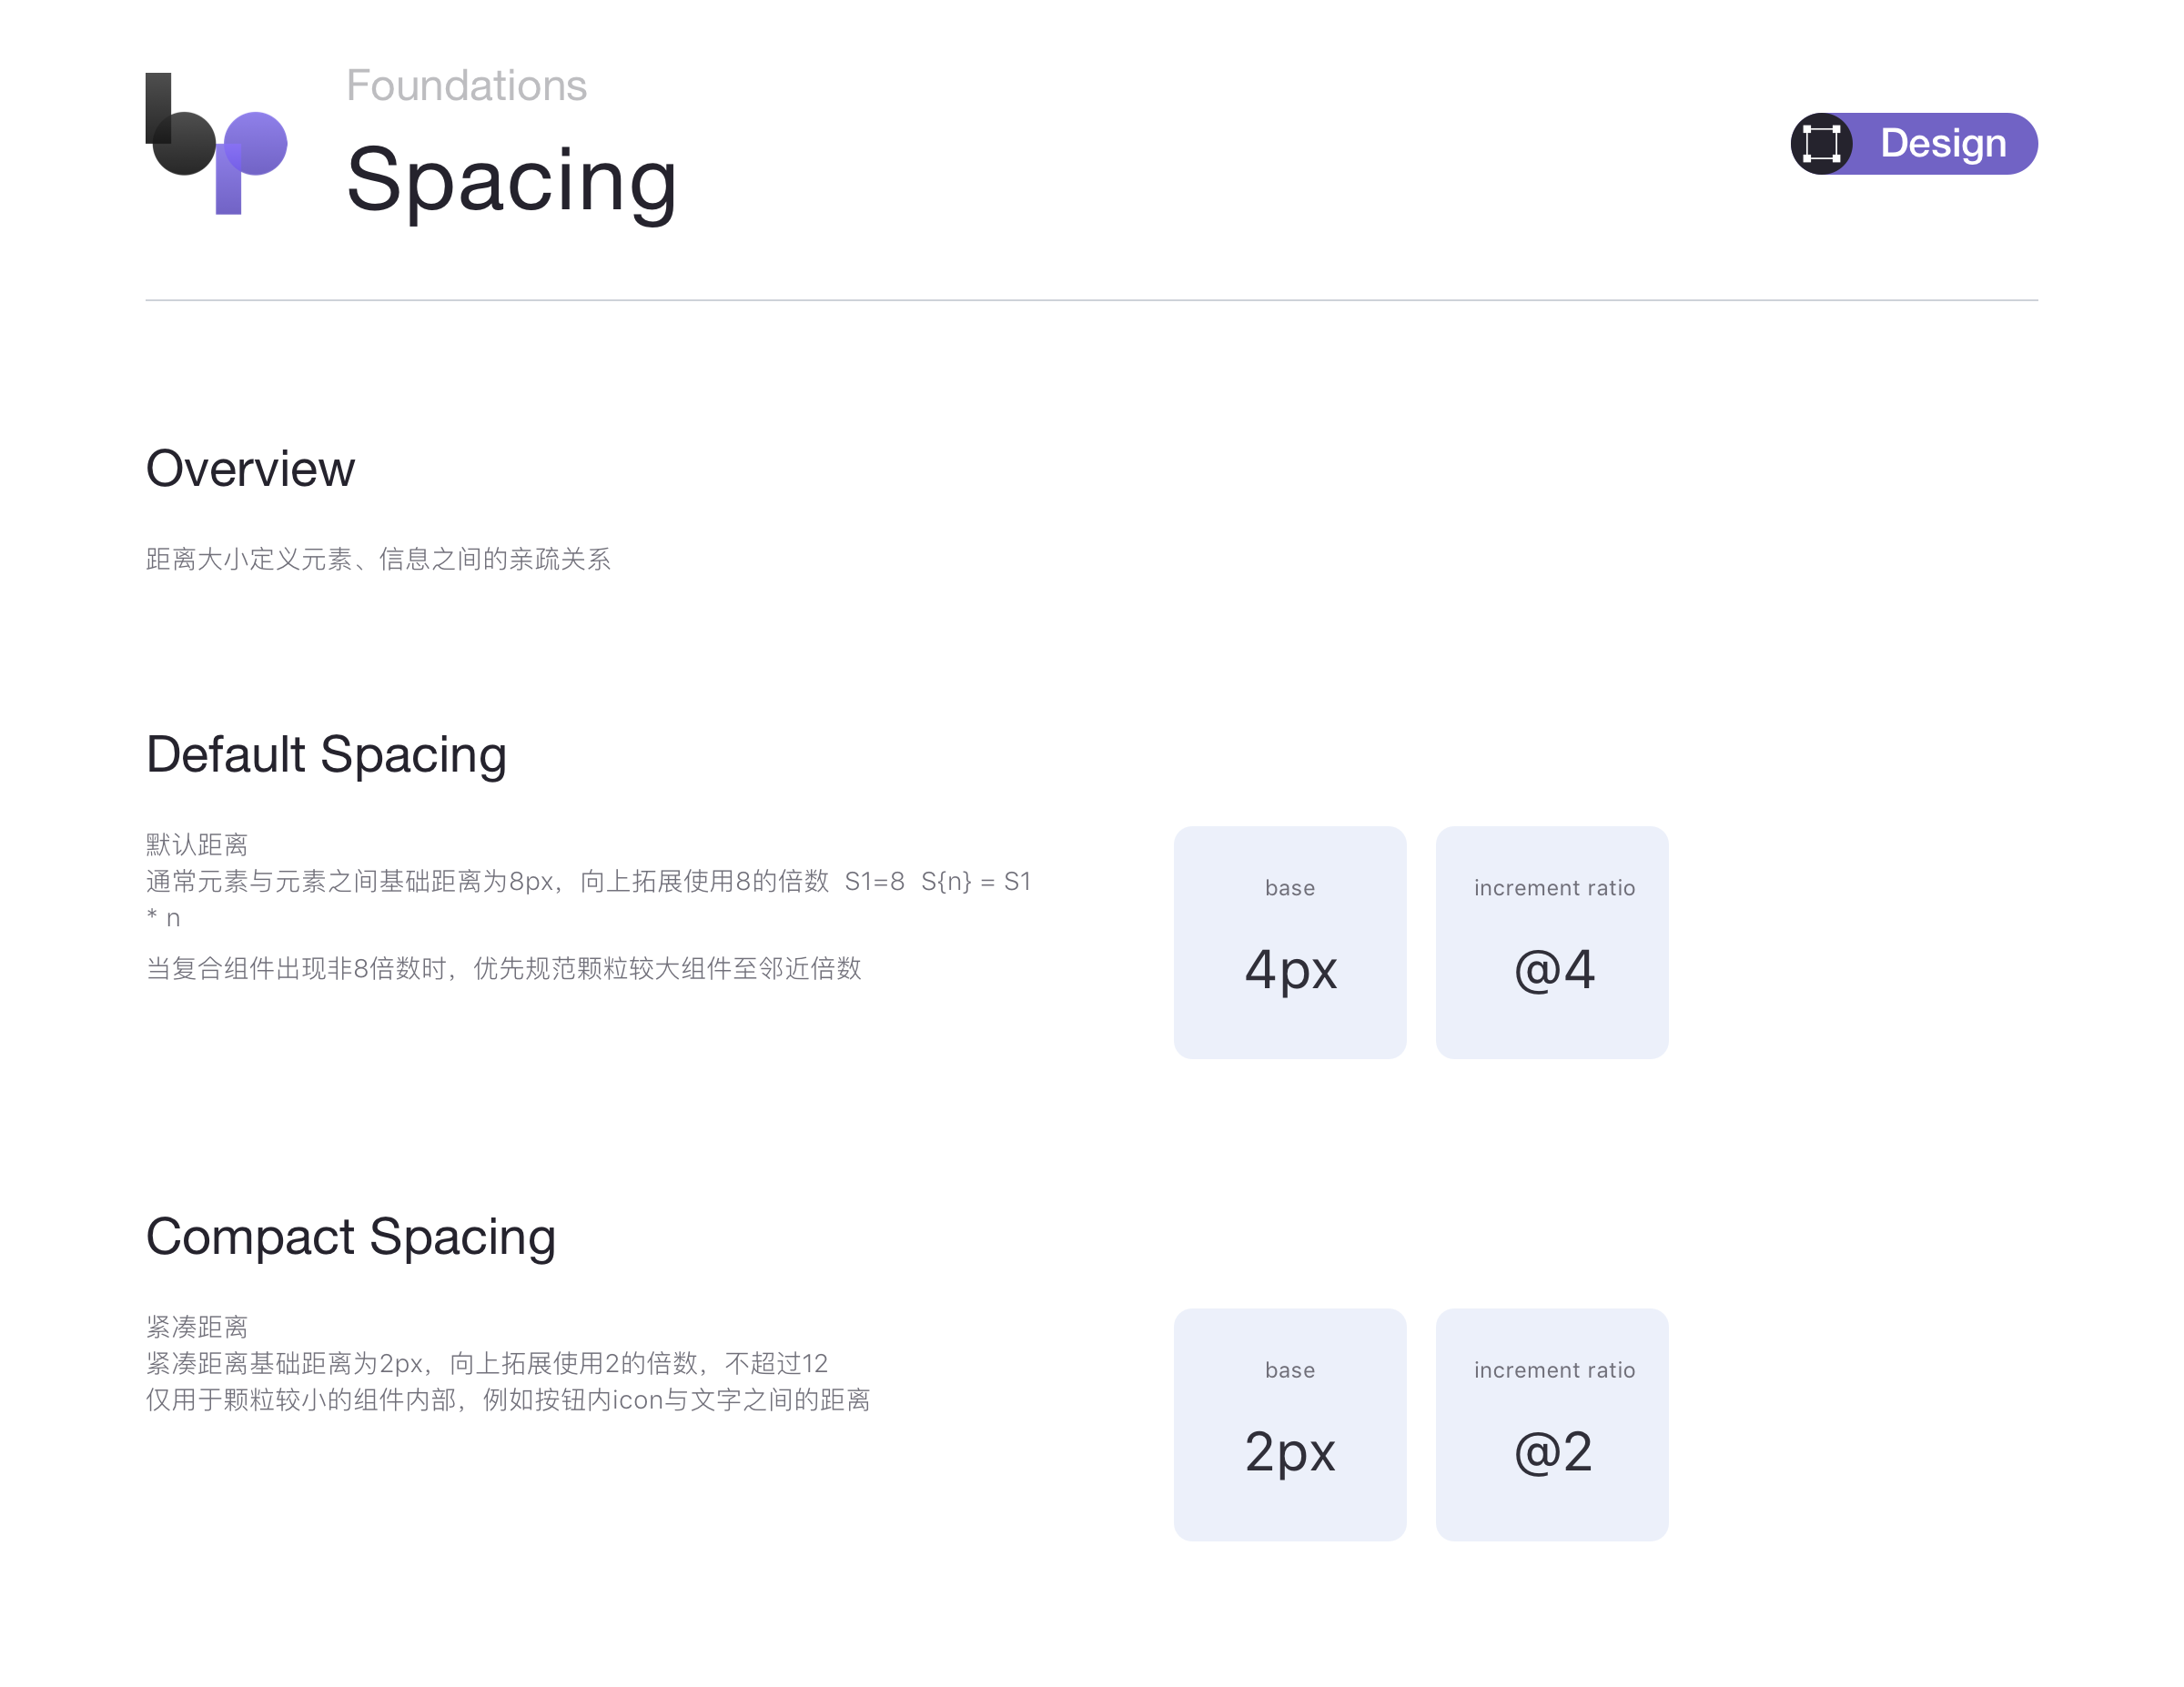 Foundations
Spacing
Design
Overview
距离大小定义元素、信息之间的亲疏关系
Default Spacing
默认距离
通常元素与元素之间基础距离为8px，向上拓展使用8的倍数  S1=8  S{n} = S1
* n
当复合组件出现非8倍数时，优先规范颗粒较大组件至邻近倍数
base
4px
increment ratio
@4
Compact Spacing
紧凑距离
紧凑距离基础距离为2px，向上拓展使用2的倍数，不超过12
仅用于颗粒较小的组件内部，例如按钮内icon与文字之间的距离
base
2px
increment ratio
@2